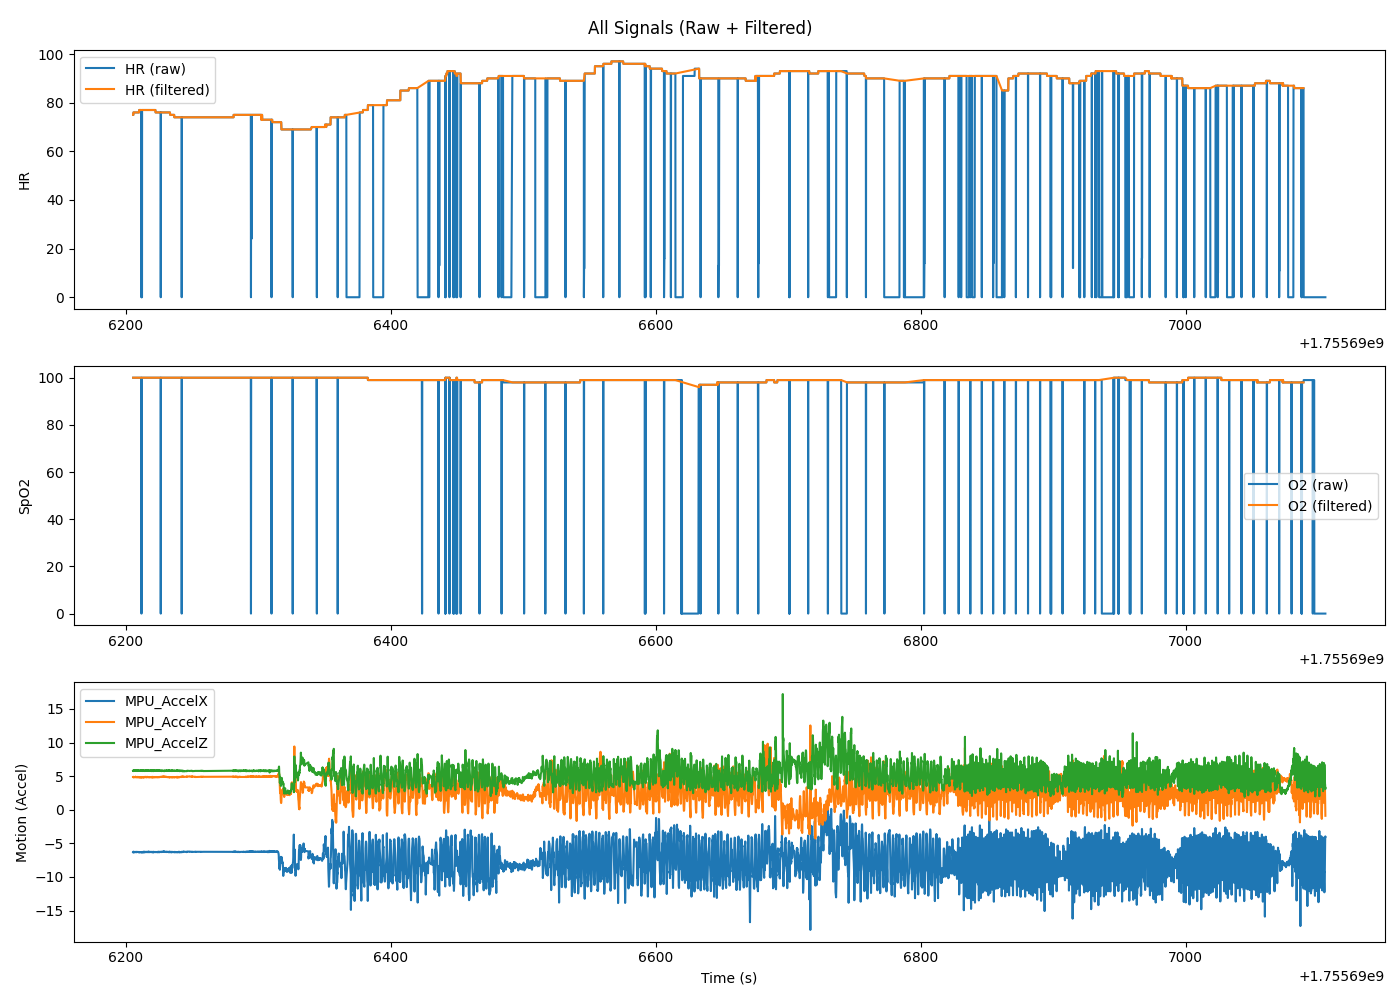 All Signals (Raw + Filtered)
HR (raw)
HR (filtered)
100
80
60
40
20
0
HR
6200 6400 6600 6800 7000
+1.75569e9
100
80
60
40
20
0
SpO2
O2 (raw)
O2 (filtered)
6200 6400 6600 6800 7000
+1.75569e9
MPU_AccelX
MPU_AccelY
MPU_AccelZ
15
10
5
0
−5
−10
−15
Motion (Accel)
6200 6400 6600 6800 7000
Time (s)
+1.75569e9